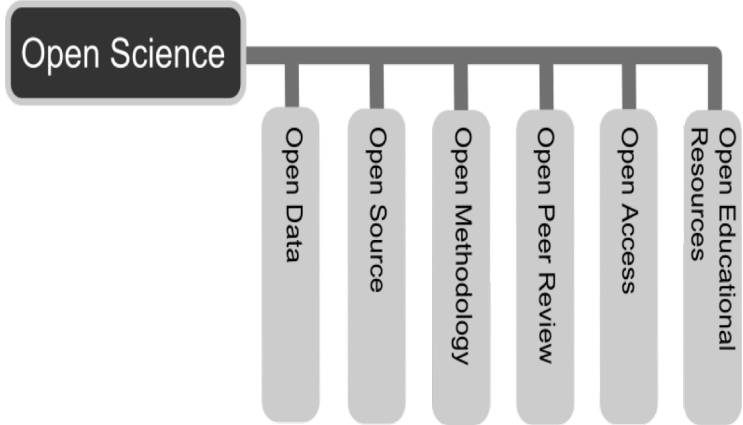 Open Science
Open Data
Open Source
Open Methodology
Open Peer Review
Open Access
Open Educational
Resources